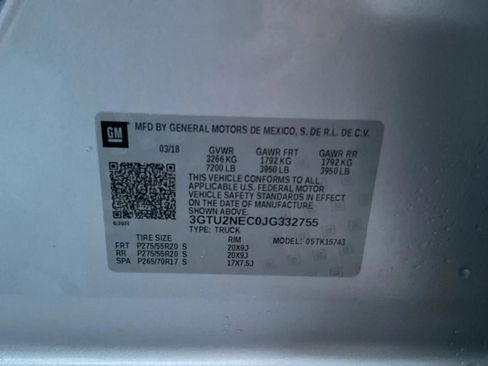 GM
MFD BY GENERAL MOTORS DE MEXICO, S. DE R.L. DE C.V.
03/18 GVWR GAWR FRT GAWR RR
3266 KG 1792 KG 1792 KG
7200 LB 3950 LB 3950 LB
THIS VEHICLE CONFORMS TO ALL
APPLICABLE U.S. FEDERAL MOTOR
VEHICLE SAFETY STANDARDS IN EFFECT
ON THE DATE OF MANUFACTURE
SHOWN ABOVE.
3GTU2NEC0JG332755
TYPE: TRUCK
TIRE SIZE RIM MODEL: 05TK15743
FRT P275/55R20 S 20X9J
RR P275/55R20 S 20X9J
SPA P265/70R17 S 17X7.5J